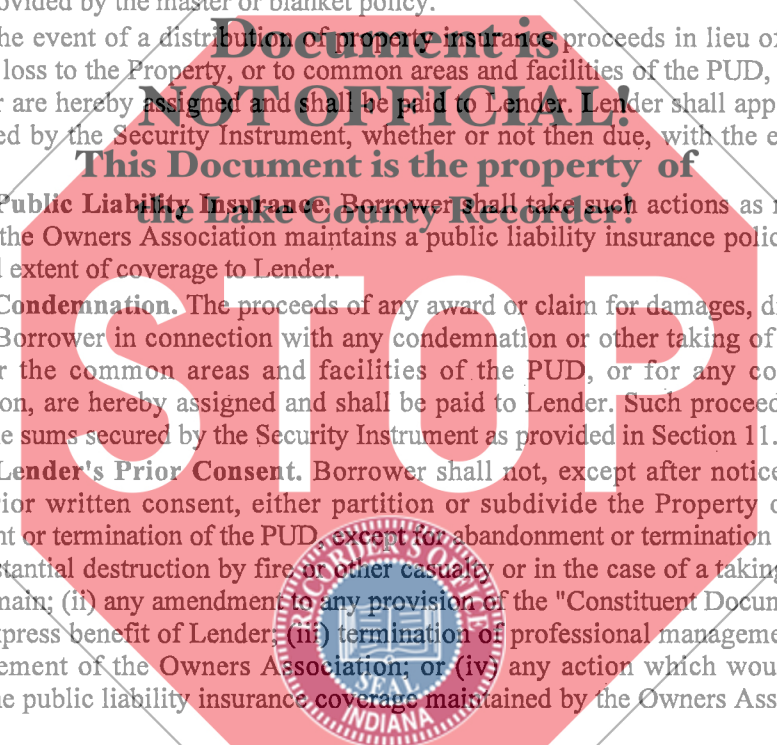 ovided by the master or blanket policy.
Document is
he event of a distribution of property insurance proceeds in lieu of
loss to the Property, or to common areas and facilities of the PUD,
NOT OFFICIAL!
r are hereby assigned and shall be paid to Lender. Lender shall app
ed by the Security Instrument, whether or not then due, with the e
This Document is the property of
the Lake County Recorder!
Public Liability Insurance. Borrower shall take such actions as
the Owners Association maintains a public liability insurance polic
l extent of coverage to Lender.
STOP
Condemnation. The proceeds of any award or claim for damages, d
Borrower in connection with any condemnation or other taking of
r the common areas and facilities of the PUD, or for any co
on, are hereby assigned and shall be paid to Lender. Such proceed
e sums secured by the Security Instrument as provided in Section 11.
Lender's Prior Consent. Borrower shall not, except after notice
ior written consent, either partition or subdivide the Property o
nt or termination of the PUD, except for abandonment or termination
stantial destruction by fire or other casualty or in the case of a taking
main; (ii) any amendment to any provision of the "Constituent Docum
xpress benefit of Lender; (iii) termination of professional manageme
ement of the Owners Association; or (iv) any action which wou
e public liability insurance coverage maintained by the Owners Ass
RECORDER'S OFFICE
SEAL
INDIANA